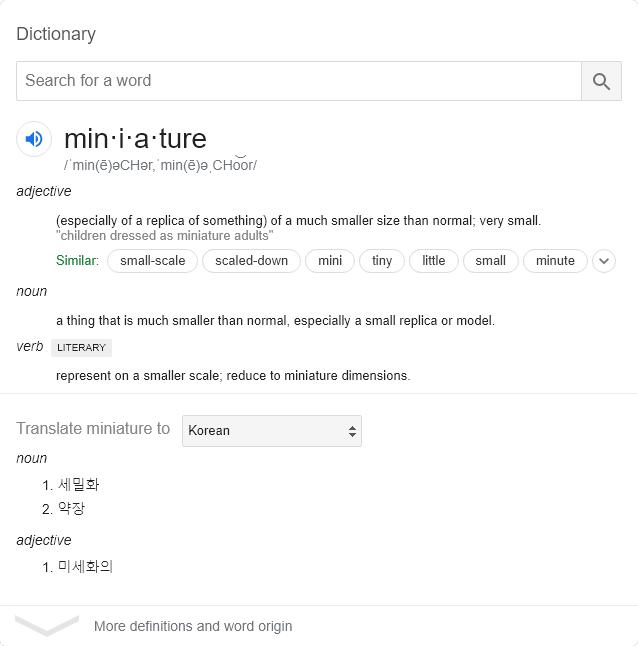 Dictionary
Search for a word
min·i·a·ture
/ˈmin(ē)əCHər,ˈmin(ē)əˌCHo͝or/
adjective
(especially of a replica of something) of a much smaller size than normal; very small.
"children dressed as miniature adults"
Similar: small-scale scaled-down mini tiny little small minute
noun
a thing that is much smaller than normal, especially a small replica or model.
verb LITERARY
represent on a smaller scale; reduce to miniature dimensions.
Translate miniature to Korean
noun
1. 세밀화
2. 약장
adjective
1. 미세화의
More definitions and word origin